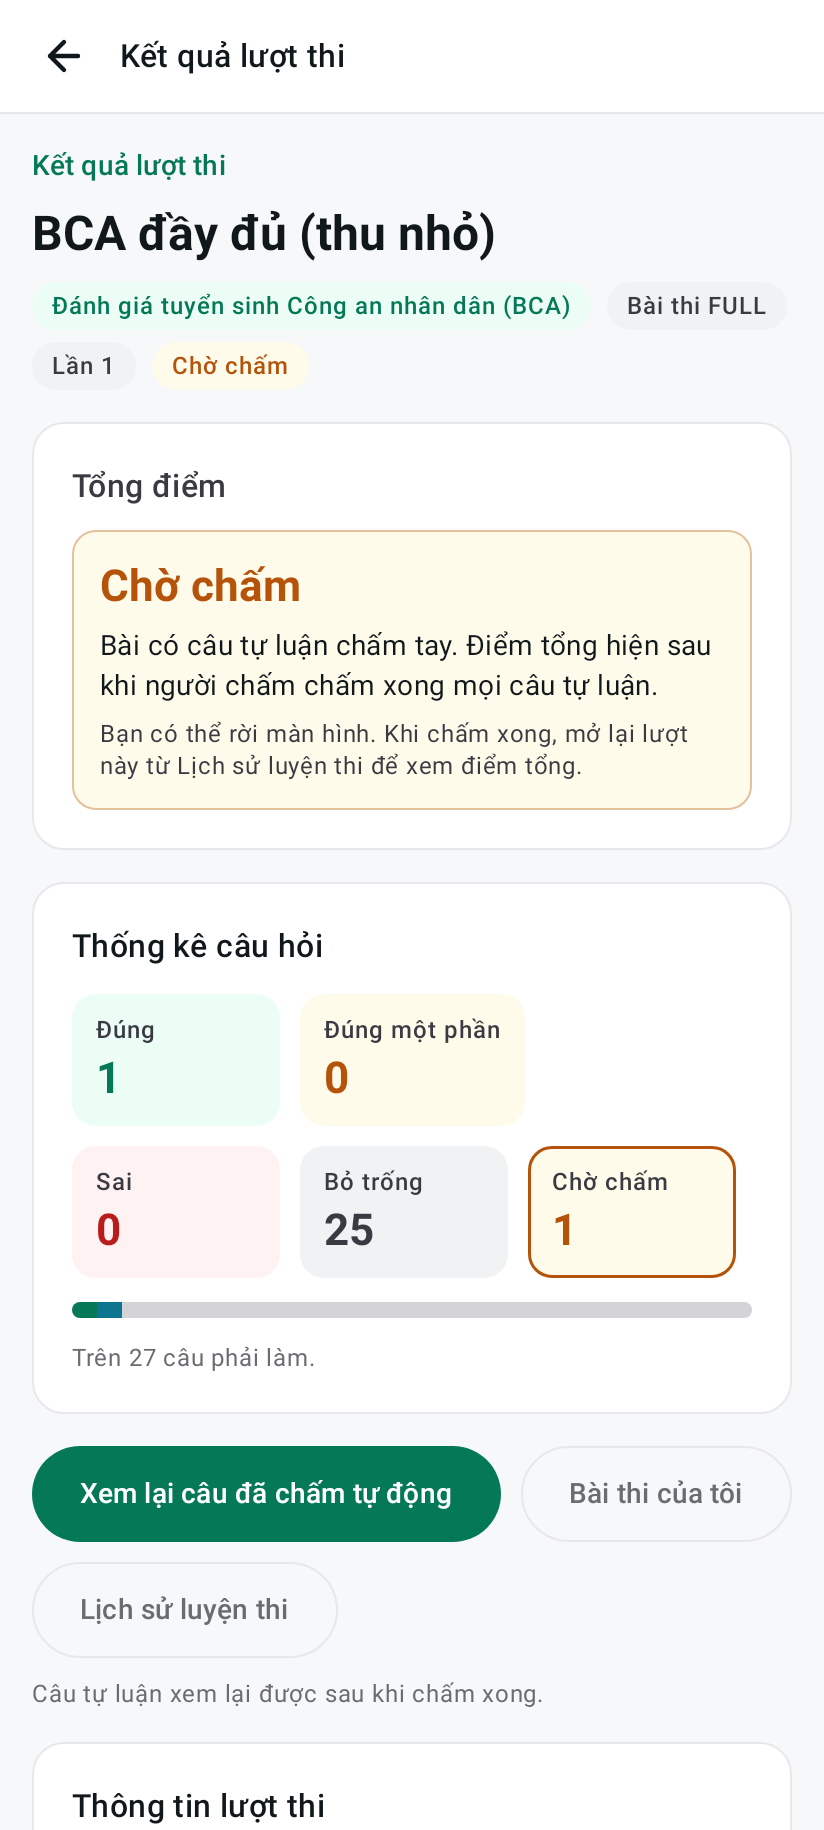 Kết quả lượt thi
Kết quả lượt thi
BCA đầy đủ (thu nhỏ)
Đánh giá tuyển sinh Công an nhân dân (BCA)
Bài thi FULL
Lần 1
Chờ chấm
Tổng điểm
Chờ chấm
Bài có câu tự luận chấm tay. Điểm tổng hiện sau
khi người chấm chấm xong mọi câu tự luận.
Bạn có thể rời màn hình. Khi chấm xong, mở lại lượt
này từ Lịch sử luyện thi để xem điểm tổng.
Thống kê câu hỏi
Đúng
1
Đúng một phần
0
Sai
0
Bỏ trống
25
Chờ chấm
1
Trên 27 câu phải làm.
Xem lại câu đã chấm tự động
Bài thi của tôi
Lịch sử luyện thi
Câu tự luận xem lại được sau khi chấm xong.
Thông tin lượt thi